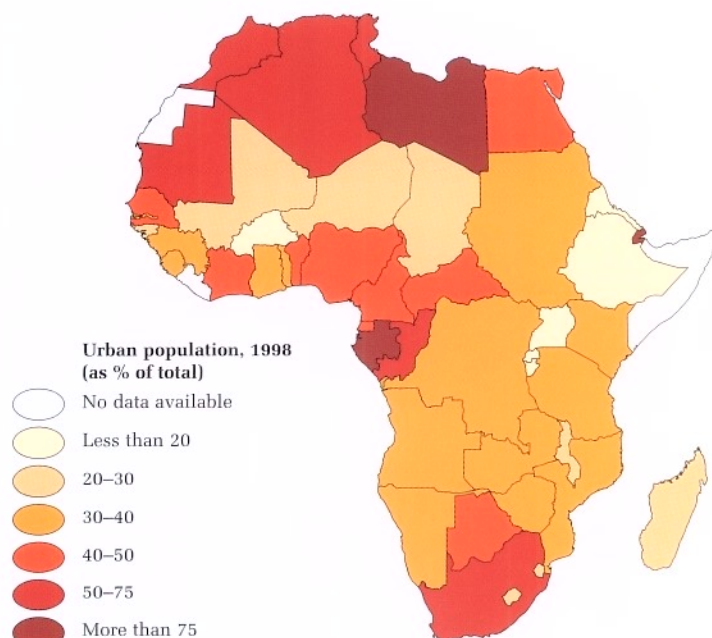 Urban population, 1998
(as % of total)
No data available
Less than 20
20–30
30–40
40–50
50–75
More than 75